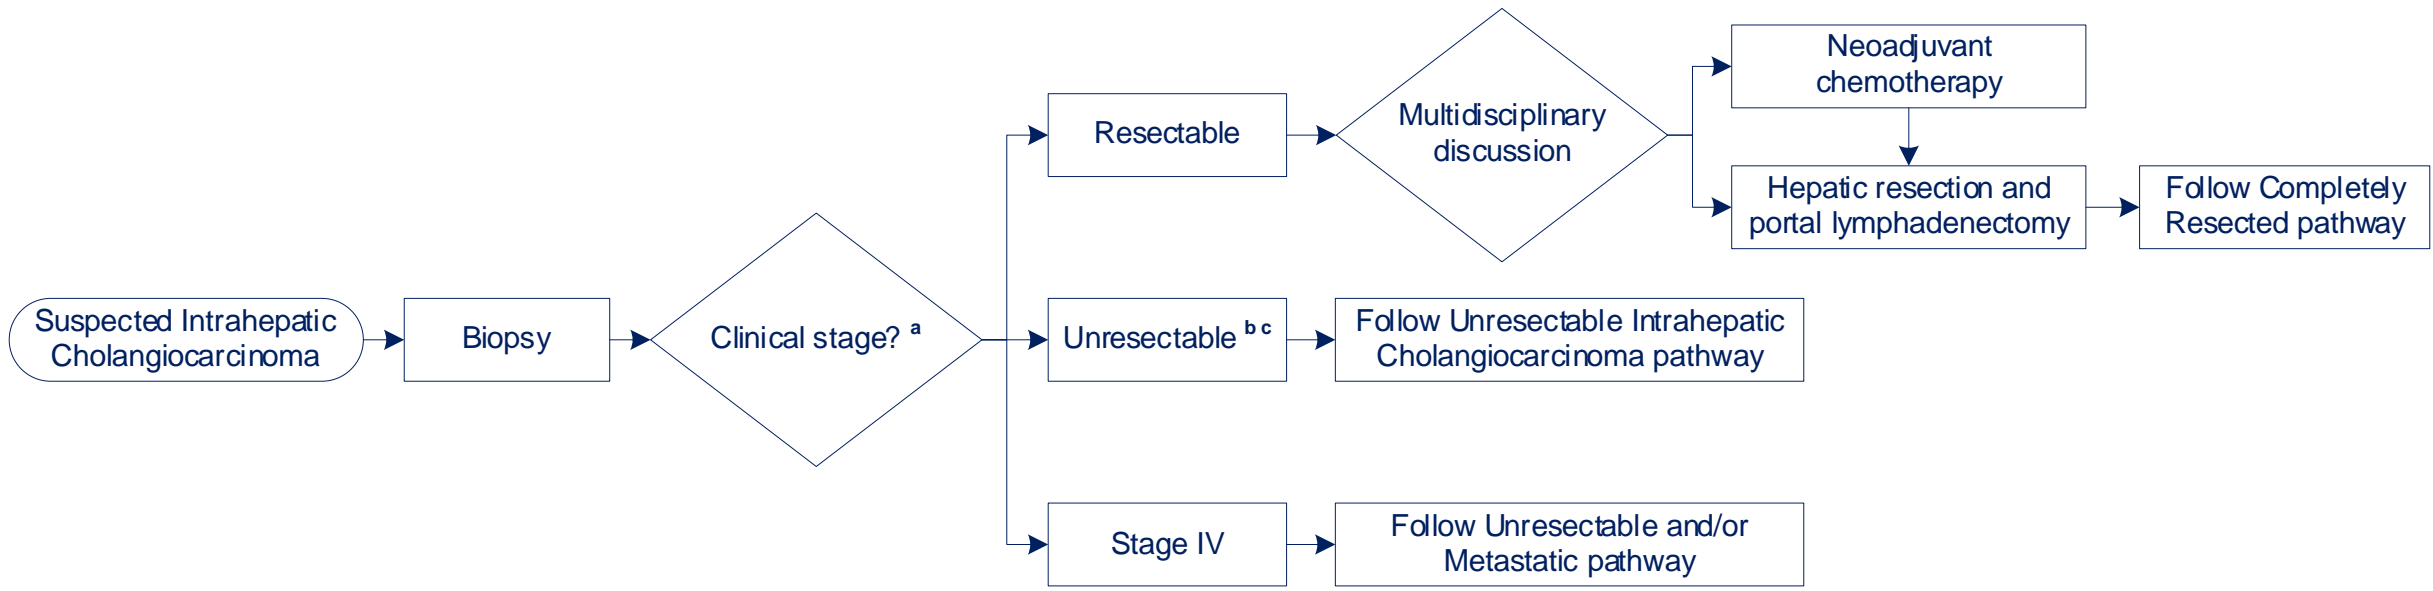 Suspected Intrahepatic
Cholangiocarcinoma
Biopsy
Clinical stage? a
Resectable
Multidisciplinary
discussion
Neoadjuvant
chemotherapy
Hepatic resection and
portal lymphadenectomy
Follow Completely
Resected pathway
Unresectable b c
Follow Unresectable Intrahepatic
Cholangiocarcinoma pathway
Stage IV
Follow Unresectable and/or
Metastatic pathway